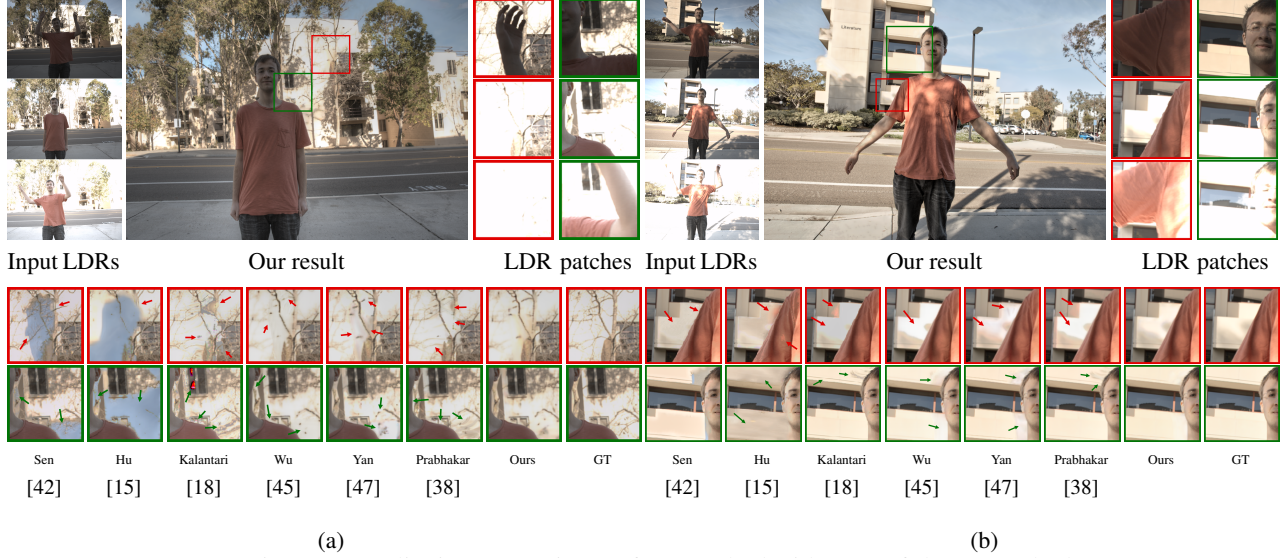 Literature
Input LDRs Our result LDR patches Input LDRs Our result LDR patches
Sen Hu Kalantari Wu Yan Prabhakar Ours GT Sen Hu Kalantari Wu Yan Prabhakar Ours GT
[42] [15] [18] [45] [47] [38] [42] [15] [18] [45] [47] [38]
(a) (b)